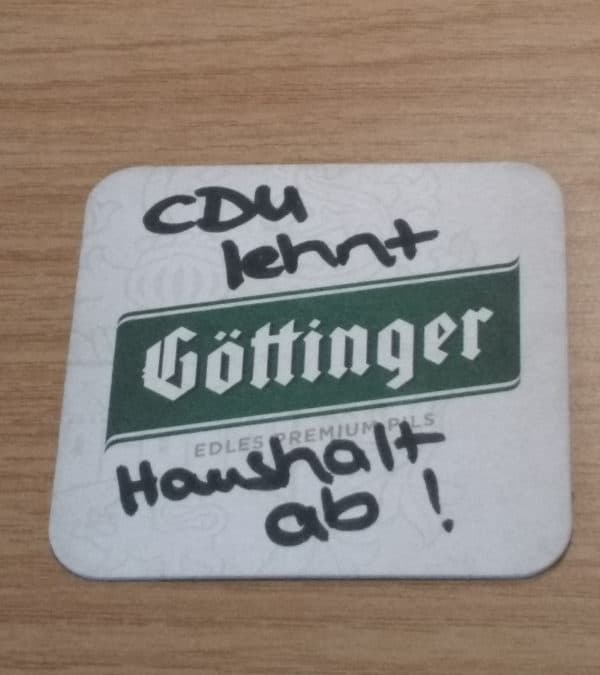 CDU
lehnt
Göttinger
EDLES PREMIUM PILS
Haushalt
ab !